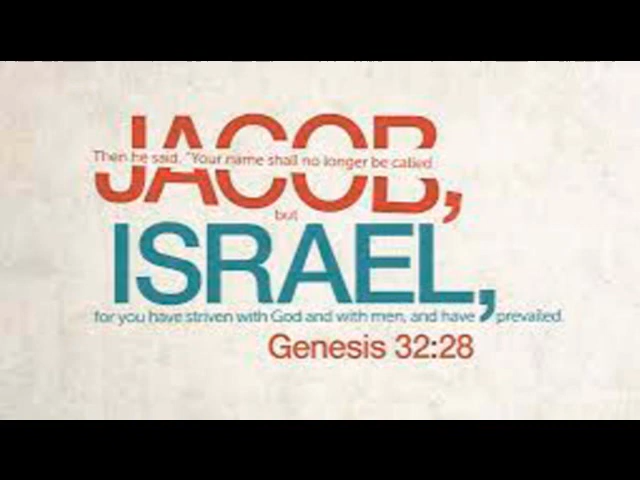 Then he said, "Your name shall no longer be called
JACOB,
but
ISRAEL,
for you have striven with God and with men, and have prevailed.
Genesis 32:28